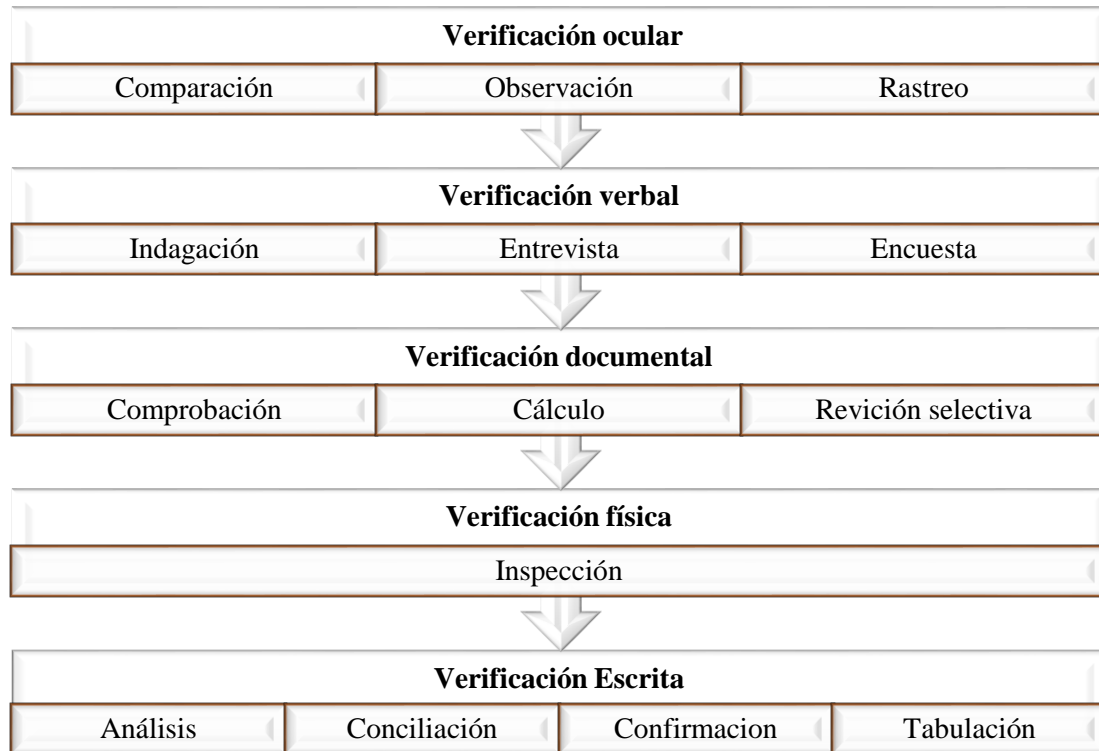 Verificación ocular
Comparación Observación Rastreo
Verificación verbal
Indagación Entrevista Encuesta
Verificación documental
Comprobación Cálculo Revición selectiva
Verificación física
Inspección
Verificación Escrita
Análisis Conciliación Confirmacion Tabulación